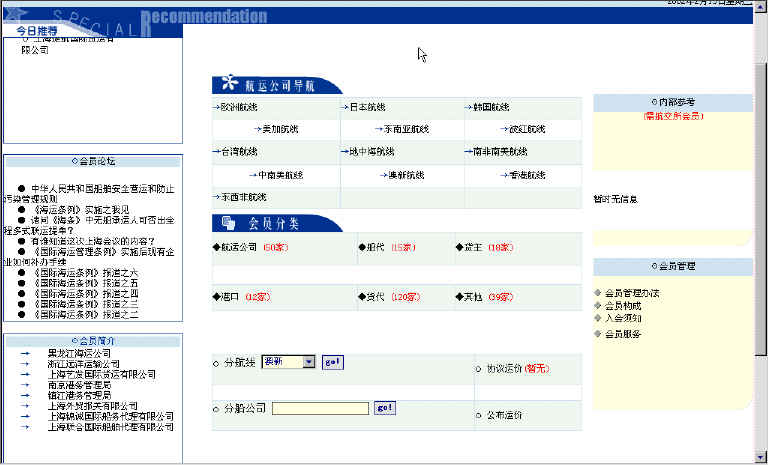 SPECIAL Recommendation
今日推荐
限公司
会员论坛
● 中华人民共和国船舶安全营运和防止
污染管理规则
● 《海运条例》实施之我见
● 请问《海条》中无船承运人可否出全
程多式联运提单?
● 有谁知道这次上海会议的内容?
● 《国际海运管理条例》实施后现有企
业如何补办手续
● 《国际海运条例》报道之六
● 《国际海运条例》报道之五
● 《国际海运条例》报道之四
● 《国际海运条例》报道之三
● 《国际海运条例》报道之二
会员简介
→ 黑龙江海运公司
→ 浙江远洋运输公司
→ 上海艺发国际货运有限公司
→ 南京港务管理局
→ 镇江港务管理局
→ 上海外贸报关有限公司
→ 上海锦诚国际船务代理有限公司
→ 上海联合国际船舶代理有限公司
航运公司导航
→欧洲航线 →日本航线 →韩国航线
→美加航线 →东南亚航线 →波红航线
→台湾航线 →地中海航线 →南非南美航线
→中南美航线 →澳新航线 →香港航线
→东西非航线
会员分类
◆航运公司 (50家) ◆船代 (15家) ◆货主 (18家)
◆港口 (12家) ◆货代 (120家) ◆其他 (39家)
分航线 澳新 go! 协议运价(暂无)
分船公司 go! 公布运价
内部参考
(需航交所会员)
暂时无信息
会员管理
会员管理办法
会员构成
入会须知
会员服务